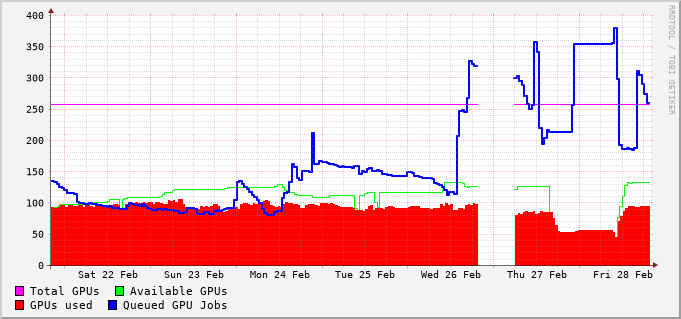 400
350
300
250
200
150
100
50
0
Sat 22 Feb Sun 23 Feb Mon 24 Feb Tue 25 Feb Wed 26 Feb Thu 27 Feb Fri 28 Feb
Total GPUs Available GPUs
GPUs used Queued GPU Jobs
RRDTOOL / TOBI OETIKER